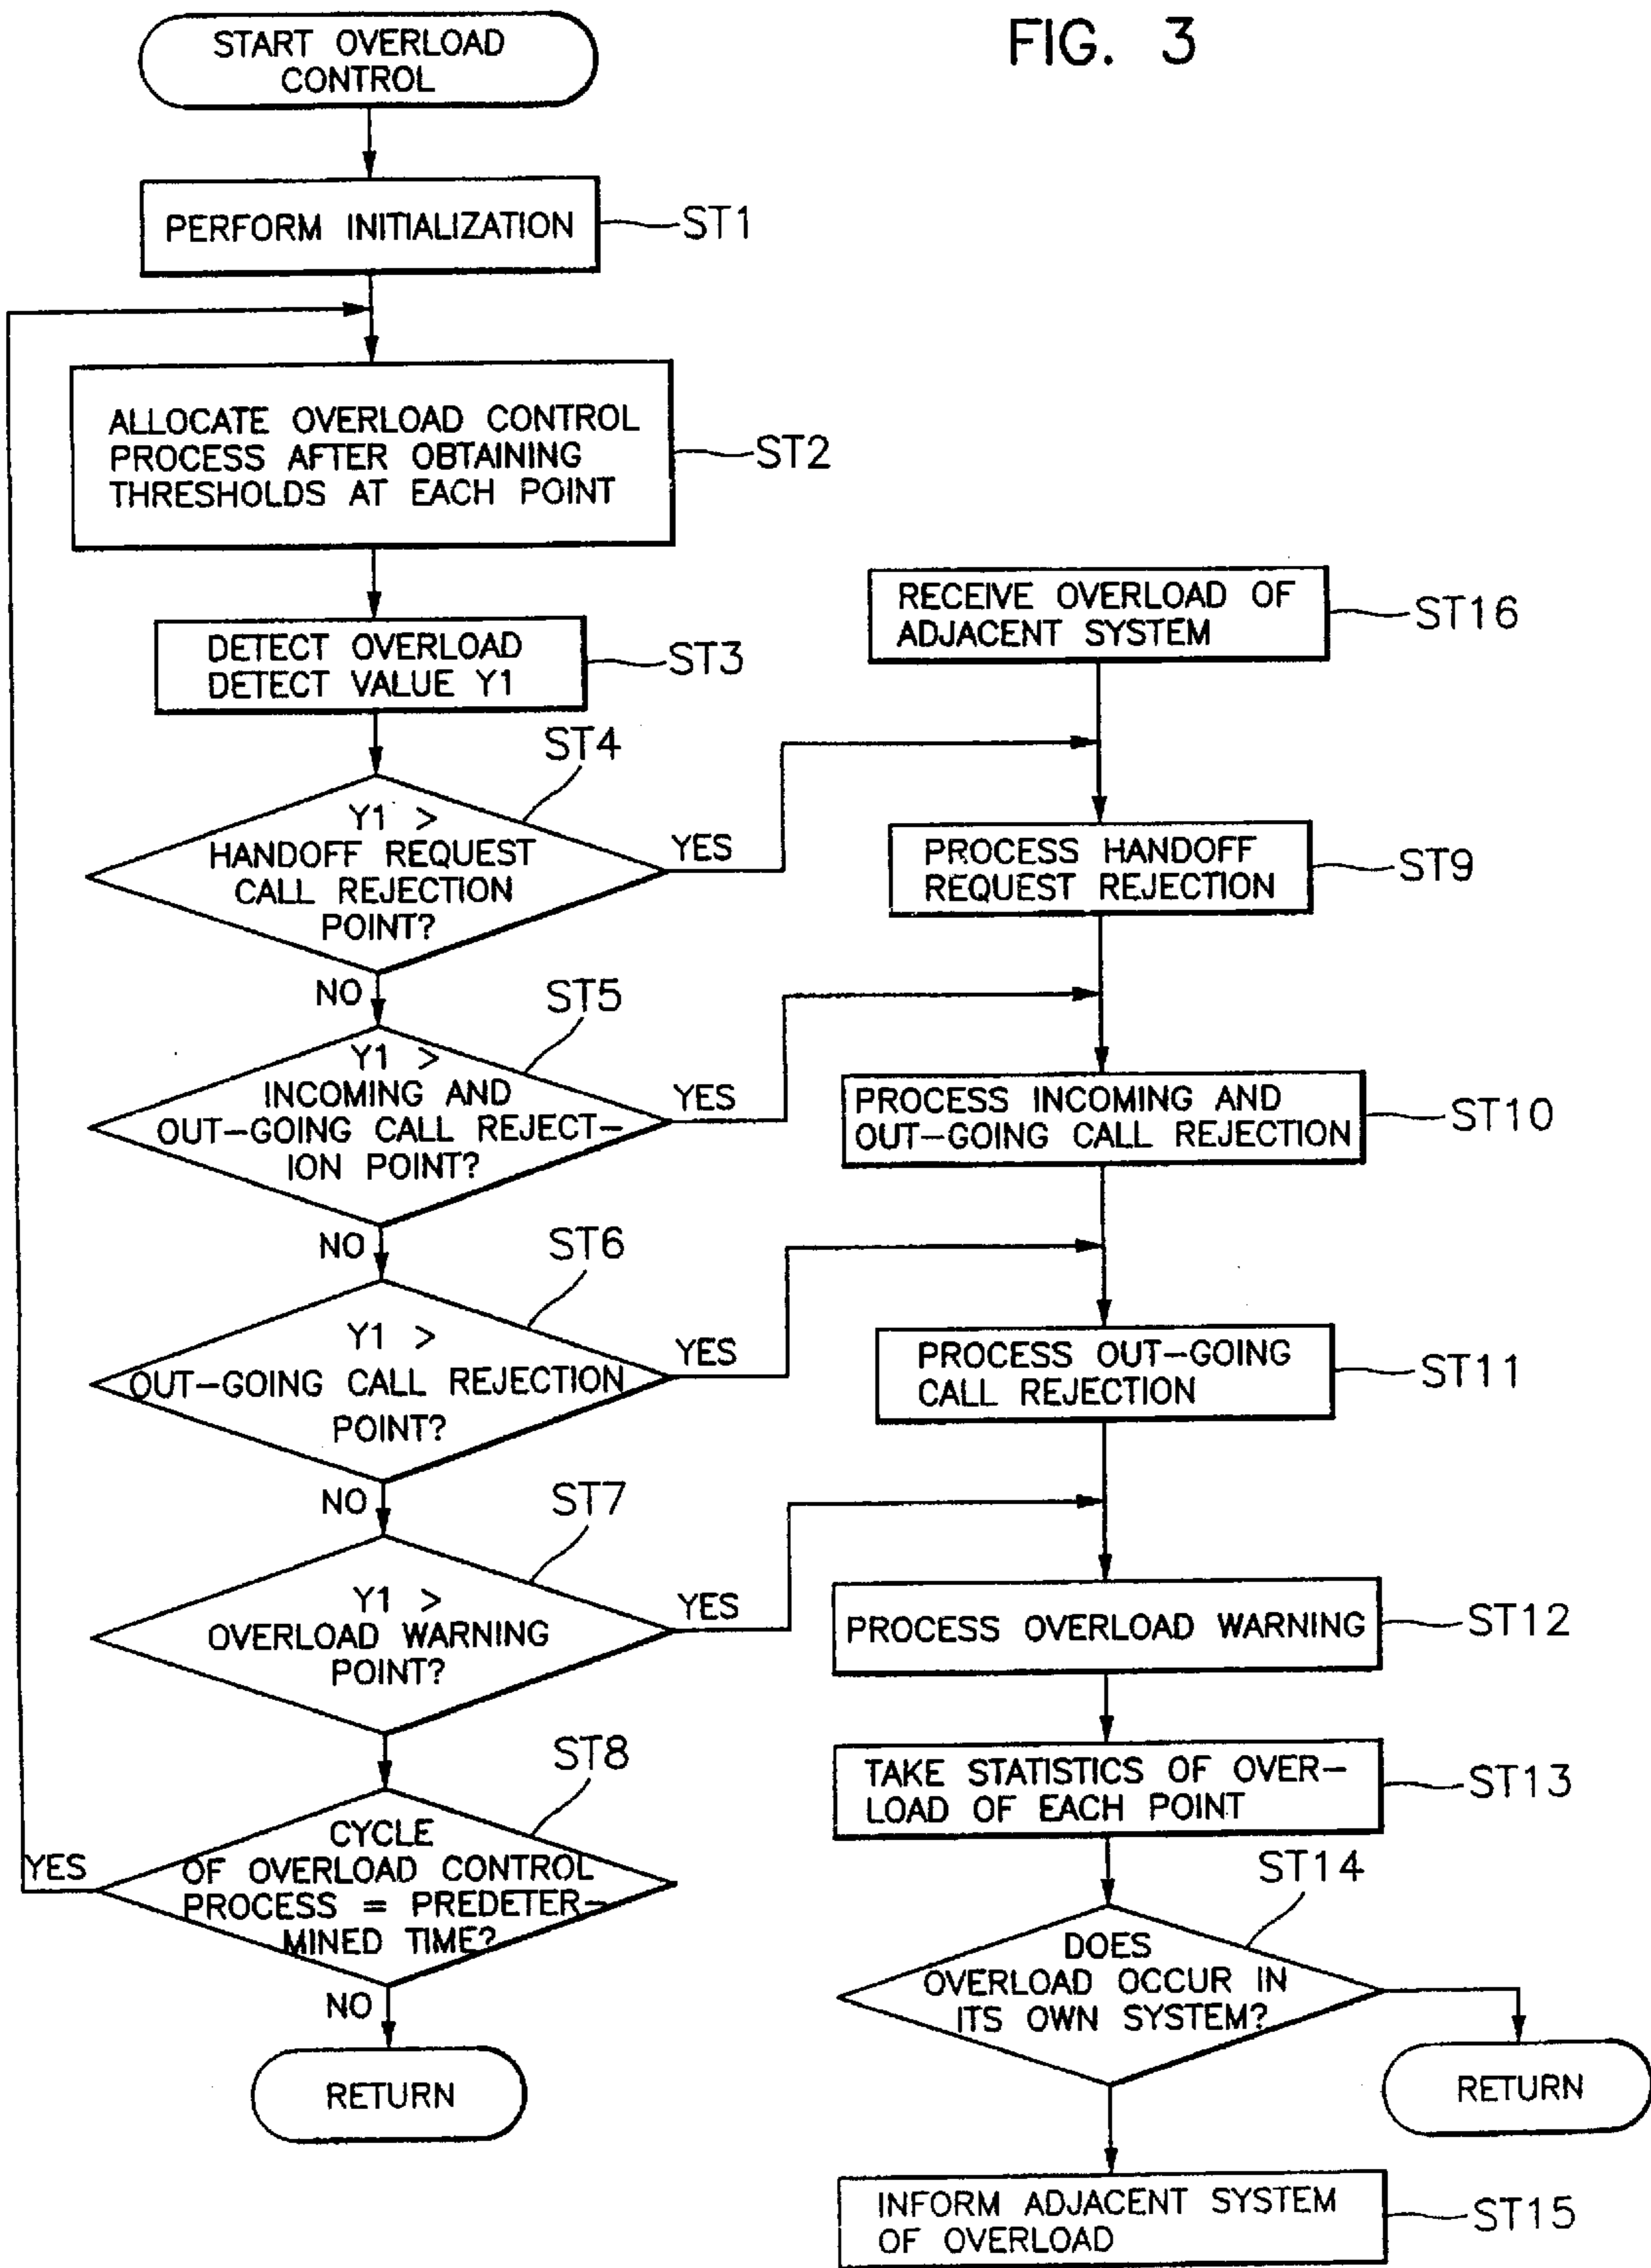 FIG. 3
START OVERLOAD
CONTROL
PERFORM INITIALIZATION
ST1
ALLOCATE OVERLOAD CONTROL
PROCESS AFTER OBTAINING
THRESHOLDS AT EACH POINT
ST2
DETECT OVERLOAD
DETECT VALUE Y1
ST3
RECEIVE OVERLOAD OF
ADJACENT SYSTEM
ST16
ST4
Y1 >
HANDOFF REQUEST
CALL REJECTION
POINT?
YES
NO
PROCESS HANDOFF
REQUEST REJECTION
ST9
ST5
Y1 >
INCOMING AND
OUT-GOING CALL REJECT-
ION POINT?
YES
NO
PROCESS INCOMING AND
OUT-GOING CALL REJECTION
ST10
ST6
Y1 >
OUT-GOING CALL REJECTION
POINT?
YES
NO
PROCESS OUT-GOING
CALL REJECTION
ST11
ST7
Y1 >
OVERLOAD WARNING
POINT?
YES
PROCESS OVERLOAD WARNING
ST12
TAKE STATISTICS OF OVER-
LOAD OF EACH POINT
ST13
ST8
CYCLE
OF OVERLOAD CONTROL
PROCESS = PREDETER-
MINED TIME?
YES
NO
RETURN
ST14
DOES
OVERLOAD OCCUR IN
ITS OWN SYSTEM?
RETURN
INFORM ADJACENT SYSTEM
OF OVERLOAD
ST15